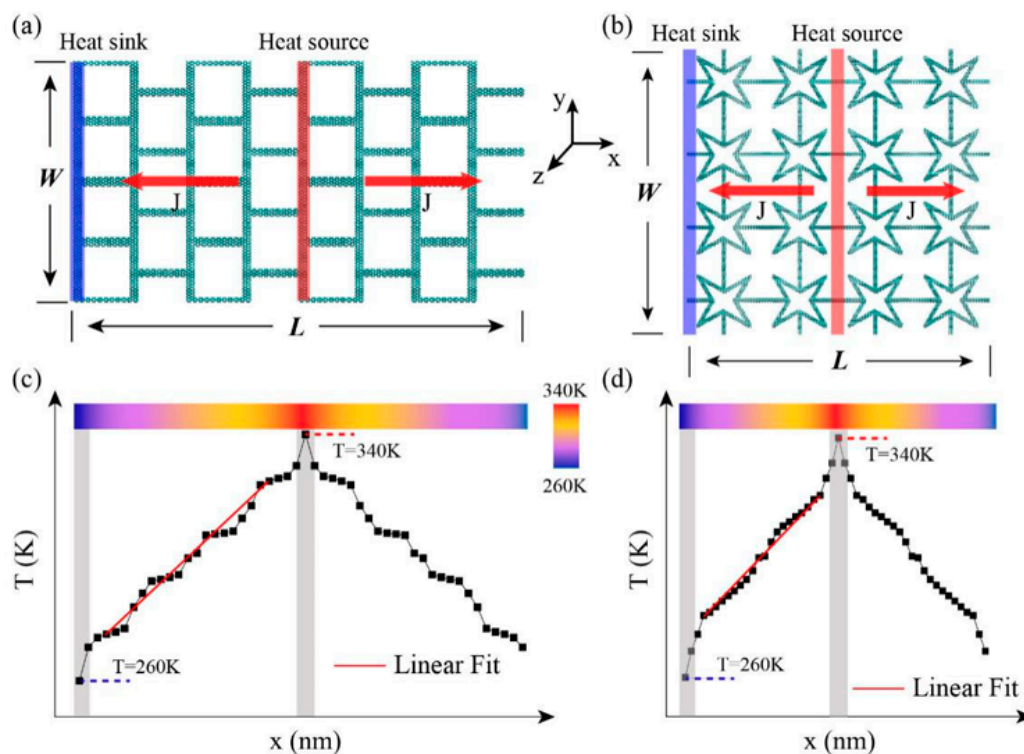 (a)
Heat sink
Heat source
W
J
J
L
y
x
z
(b)
Heat sink
Heat source
W
J
J
L
(c)
340K
260K
T=340K
T=260K
Linear Fit
T (K)
x (nm)
(d)
T=340K
T=260K
Linear Fit
T (K)
x (nm)